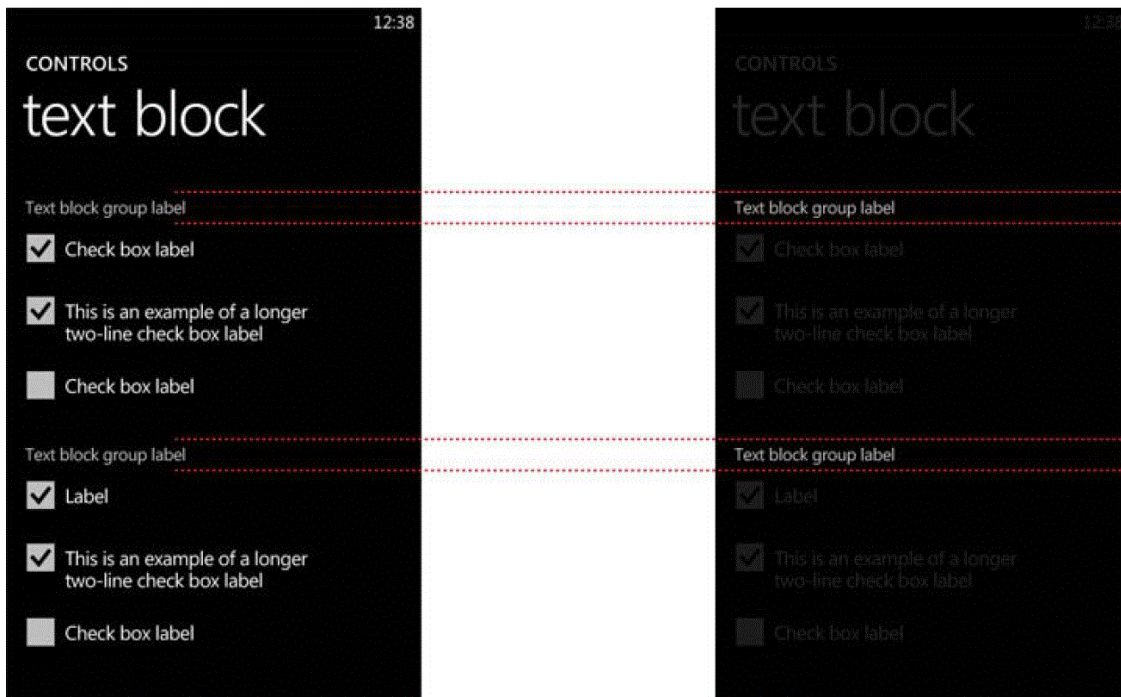 12:38
CONTROLS
text block
Text block group label
Check box label
This is an example of a longer
two-line check box label
Check box label
Text block group label
Label
This is an example of a longer
two-line check box label
Check box label
12:38
CONTROLS
text block
Text block group label
Check box label
This is an example of a longer
two-line check box label
Check box label
Text block group label
Label
This is an example of a longer
two-line check box label
Check box label